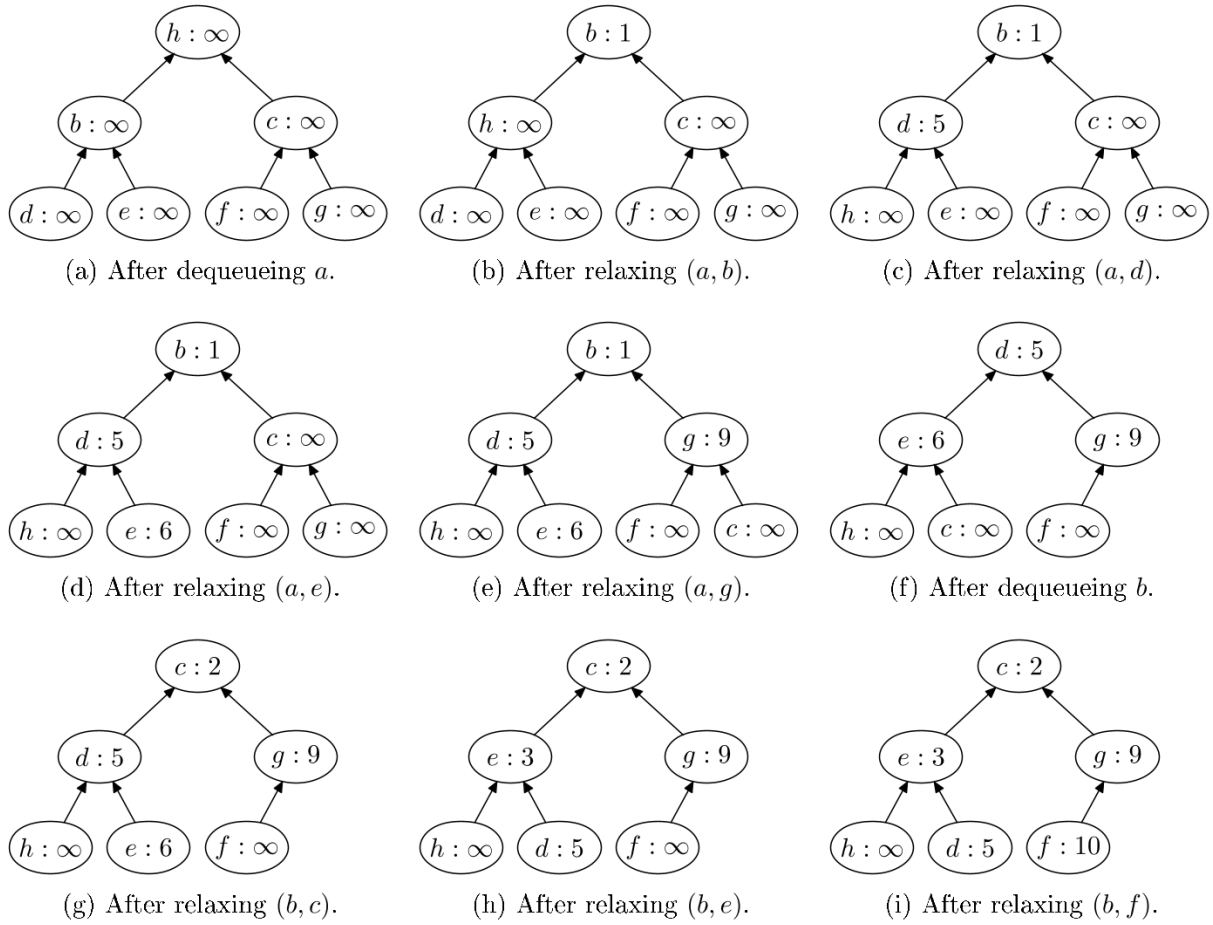 h : ∞ b : 1 b : 1
b : ∞ c : ∞ h : ∞ c : ∞ d : 5 c : ∞
d : ∞ e : ∞ f : ∞ g : ∞ d : ∞ e : ∞ f : ∞ g : ∞ h : ∞ e : ∞ f : ∞ g : ∞
(a) After dequeueing a. (b) After relaxing (a, b). (c) After relaxing (a, d).
b : 1 b : 1 d : 5
d : 5 c : ∞ d : 5 g : 9 e : 6 g : 9
h : ∞ e : 6 f : ∞ g : ∞ h : ∞ e : 6 f : ∞ c : ∞ h : ∞ c : ∞ f : ∞
(d) After relaxing (a, e). (e) After relaxing (a, g). (f) After dequeueing b.
c : 2 c : 2 c : 2
d : 5 g : 9 e : 3 g : 9 e : 3 g : 9
h : ∞ e : 6 f : ∞ h : ∞ d : 5 f : ∞ h : ∞ d : 5 f : 10
(g) After relaxing (b, c). (h) After relaxing (b, e). (i) After relaxing (b, f).